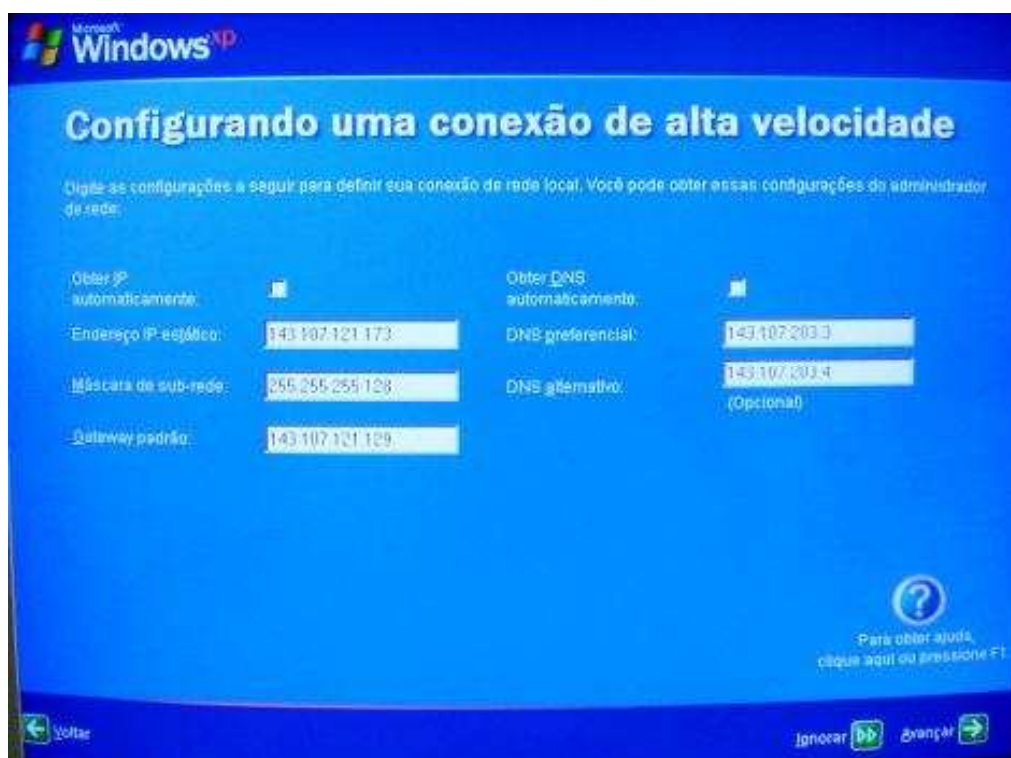 Microsoft
Windows xp
Configurando uma conexão de alta velocidade
Digite as configurações a seguir para definir sua conexão de rede local. Você pode obter essas configurações do administrador
de rede:
Obter IP
automaticamente:
Endereço IP estático:
143.107.121.173
Máscara de sub-rede:
255.255.255.128
Gateway padrão:
143.107.121.129
Obter DNS
automaticamente:
DNS preferencial:
143.107.203.3
DNS alternativo:
143.107.203.4
(Opcional)
Para obter ajuda,
clique aqui ou pressione F1
Voltar
Ignorar
Avançar